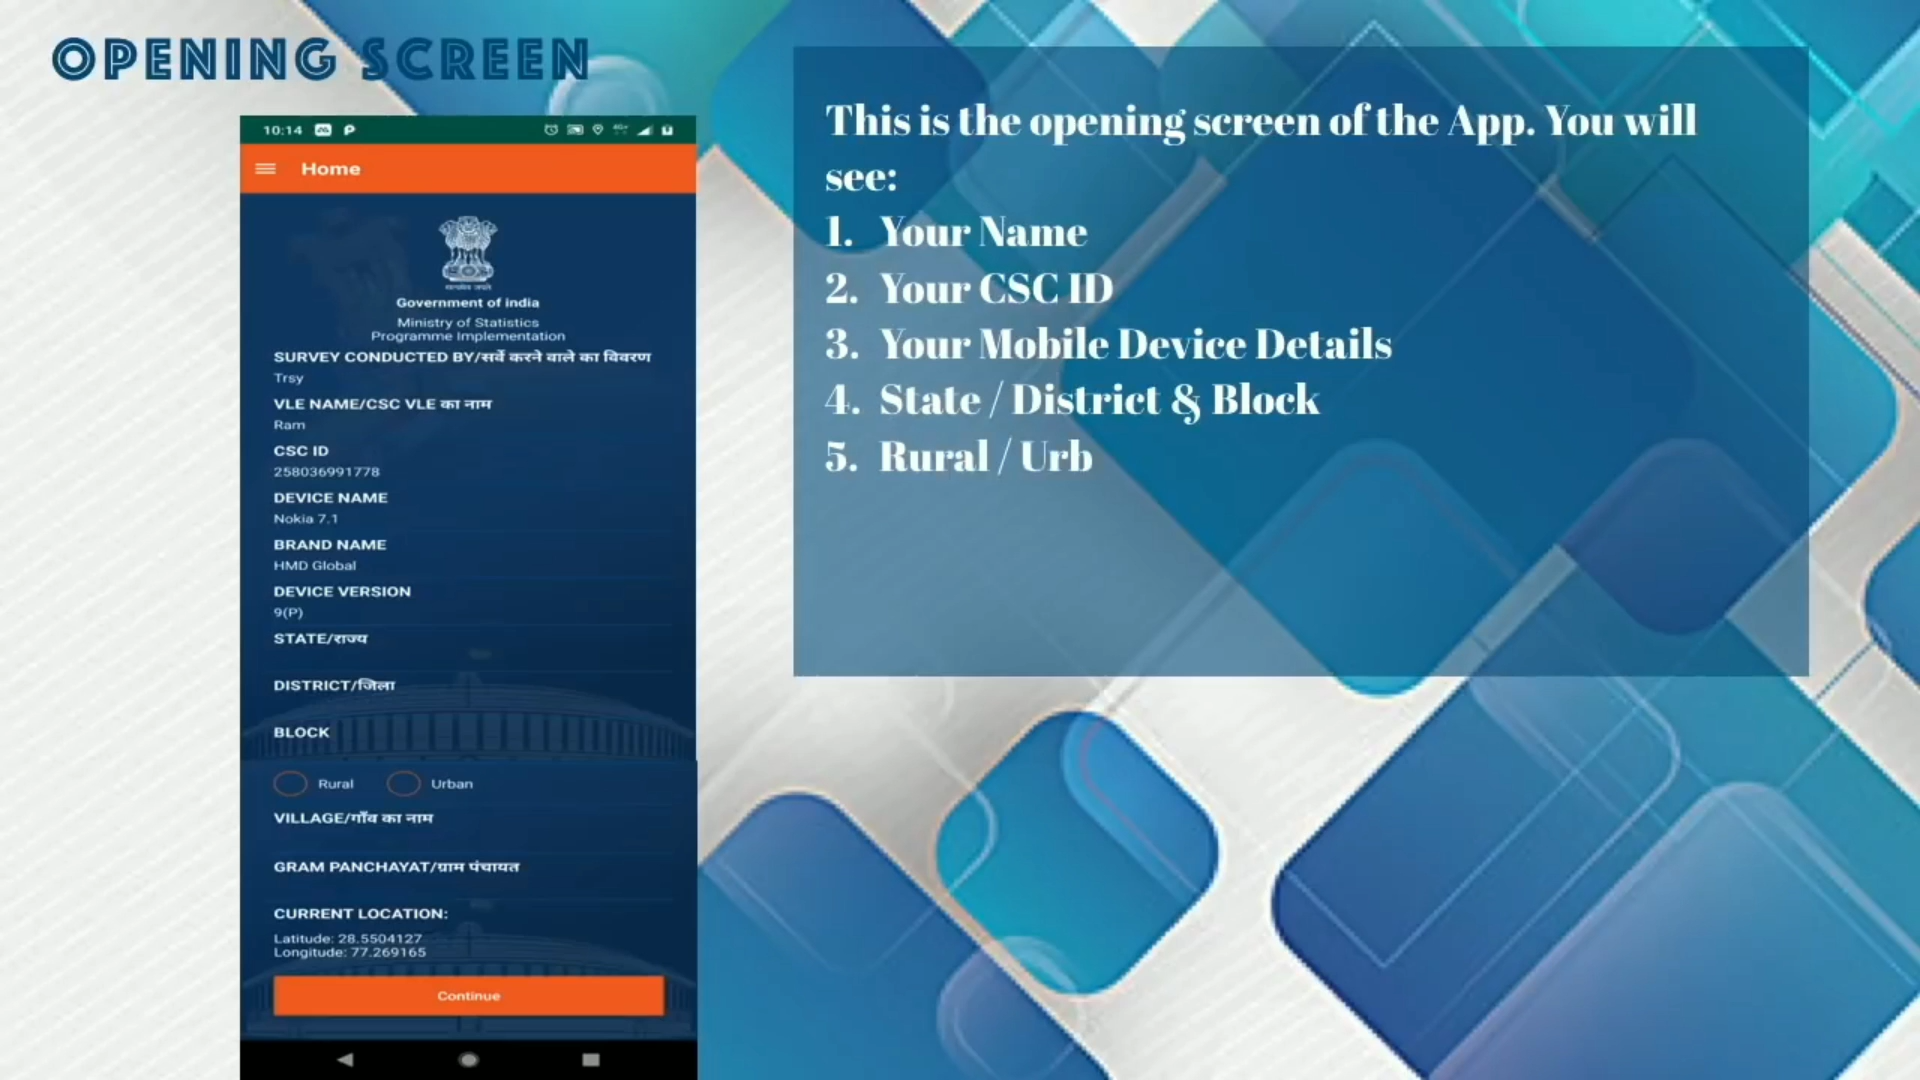 OPENING SCREEN
10:14
Home
Government of india
Ministry of Statistics
Programme Implementation
SURVEY CONDUCTED BY/सर्वे करने वाले का विवरण
Trsy
VLE NAME/CSC VLE का नाम
Ram
CSC ID
258036991778
DEVICE NAME
Nokia 7.1
BRAND NAME
HMD Global
DEVICE VERSION
9(P)
STATE/राज्य
DISTRICT/जिला
BLOCK
Rural Urban
VILLAGE/गाँव का नाम
GRAM PANCHAYAT/ग्राम पंचायत
CURRENT LOCATION:
Latitude: 28.5504127
Longitude: 77.269165
Continue
This is the opening screen of the App. You will
see:
1. Your Name
2. Your CSC ID
3. Your Mobile Device Details
4. State / District & Block
5. Rural / Urb